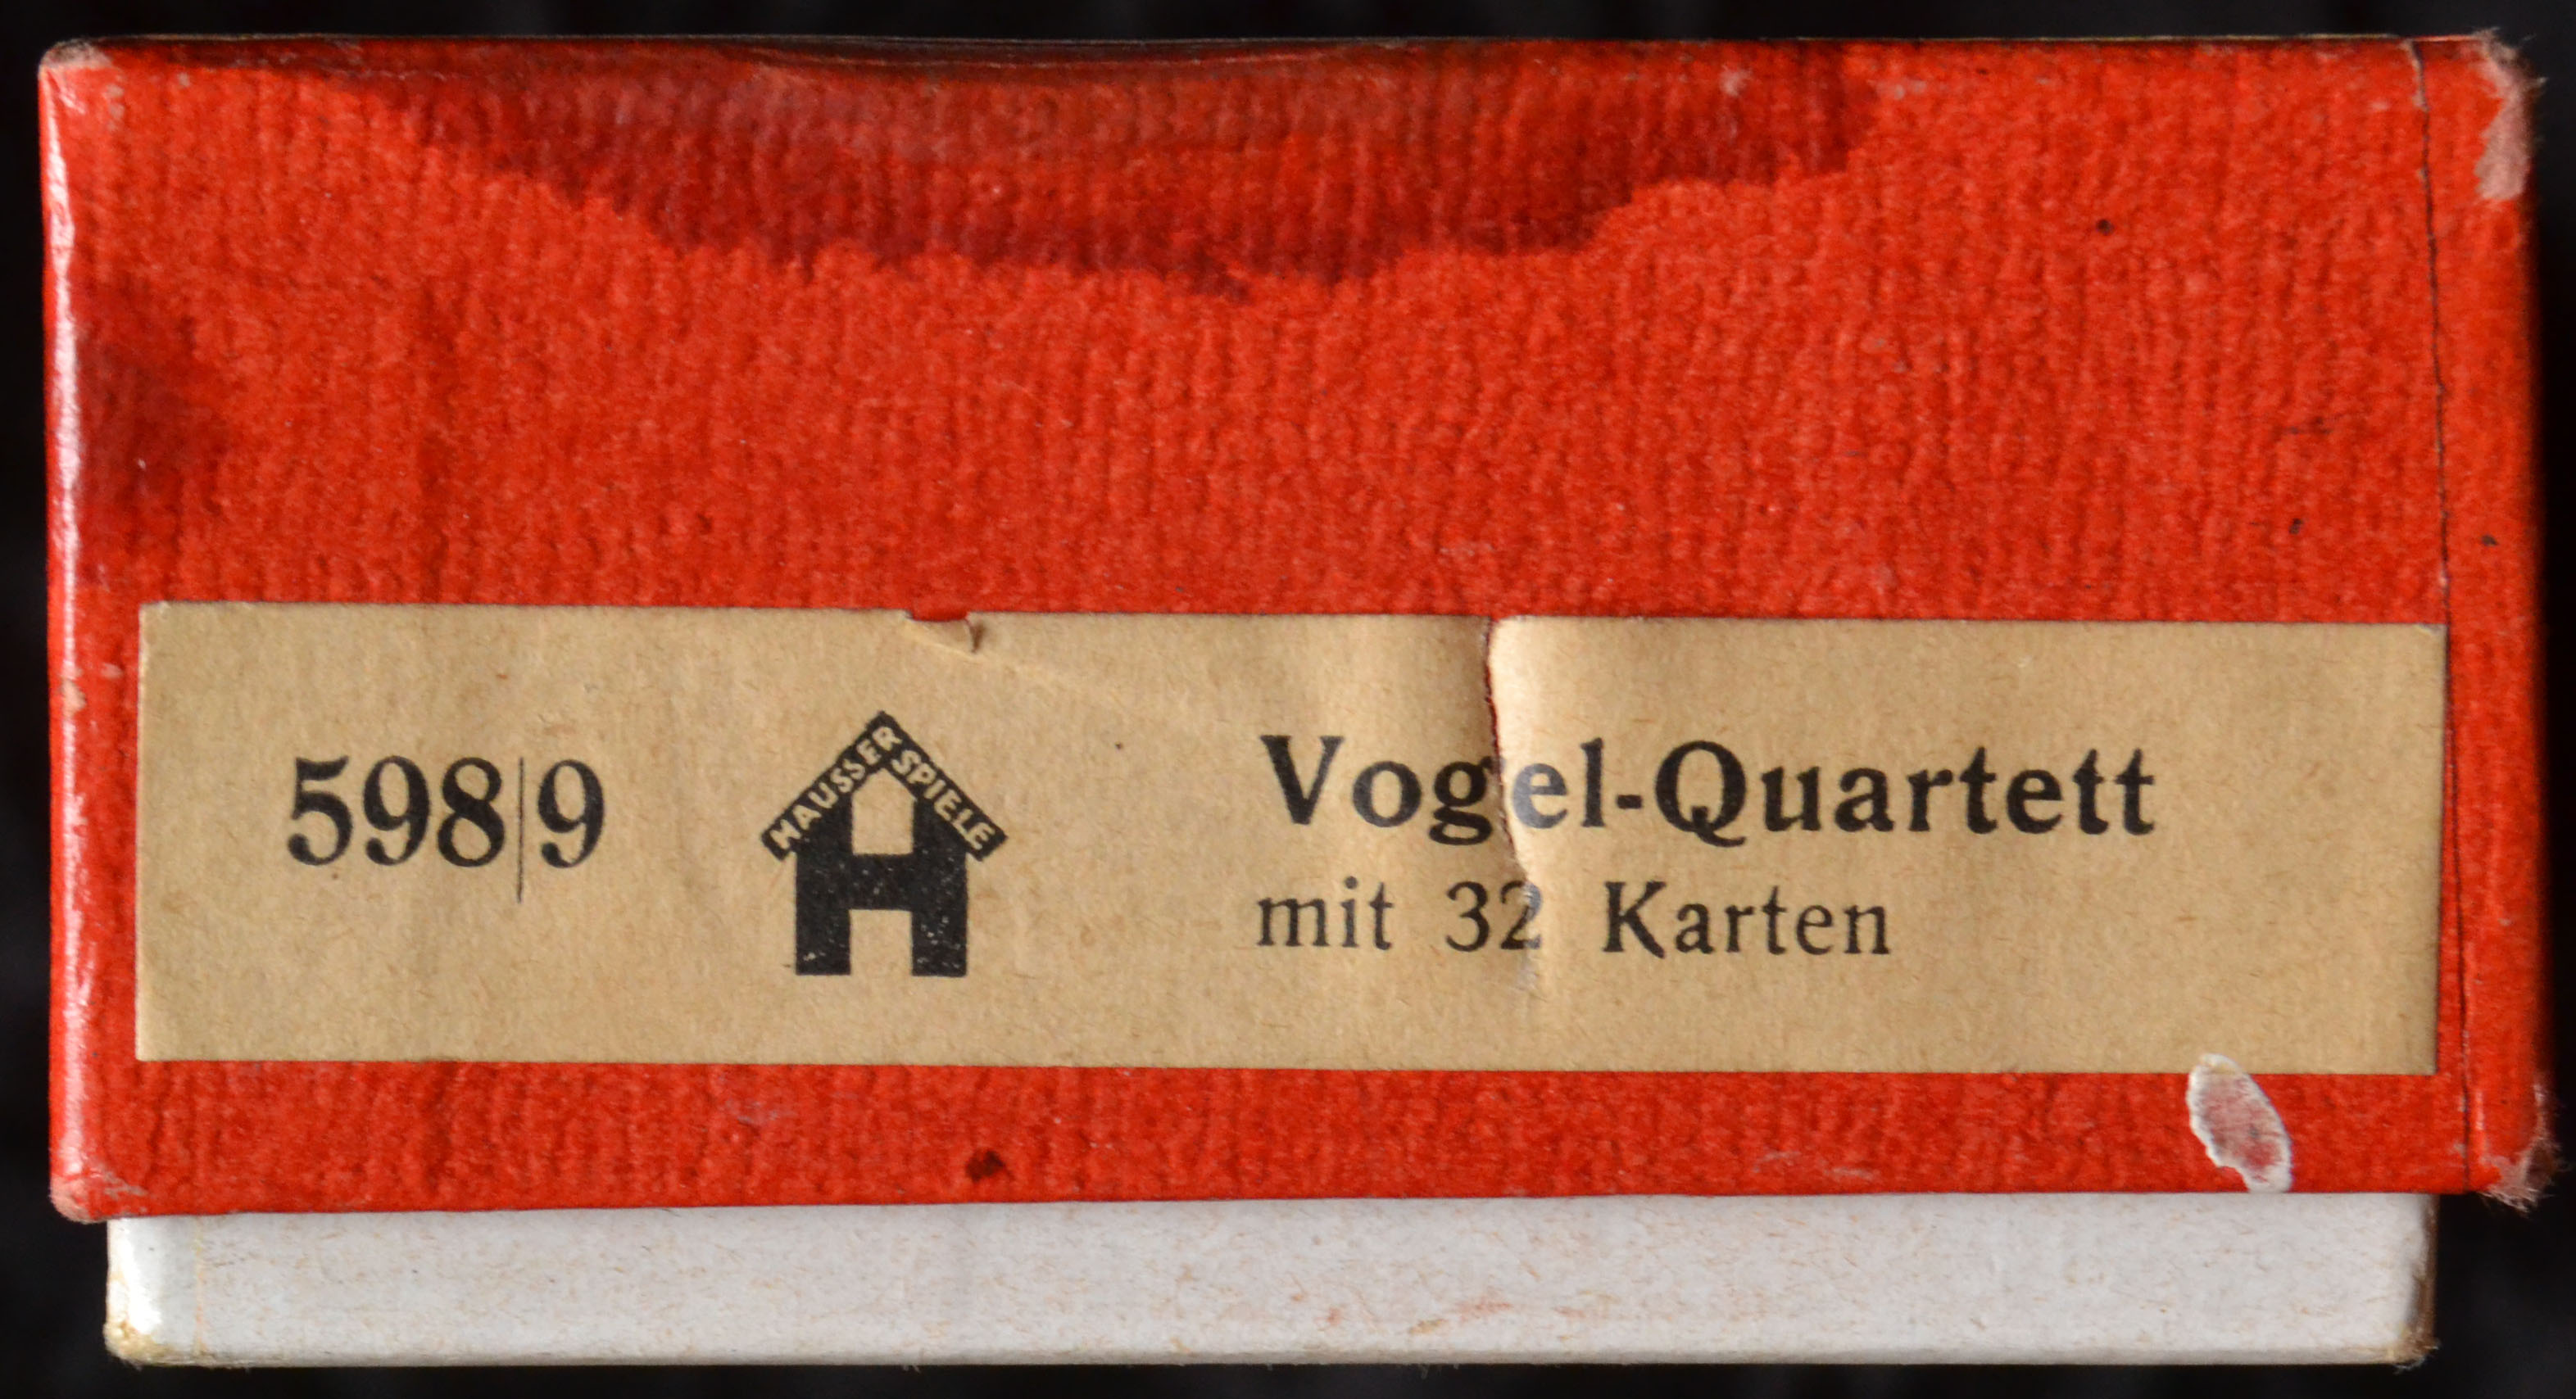 598|9
HAUSSER SPIELE
H
Vogel-Quartett
mit 32 Karten